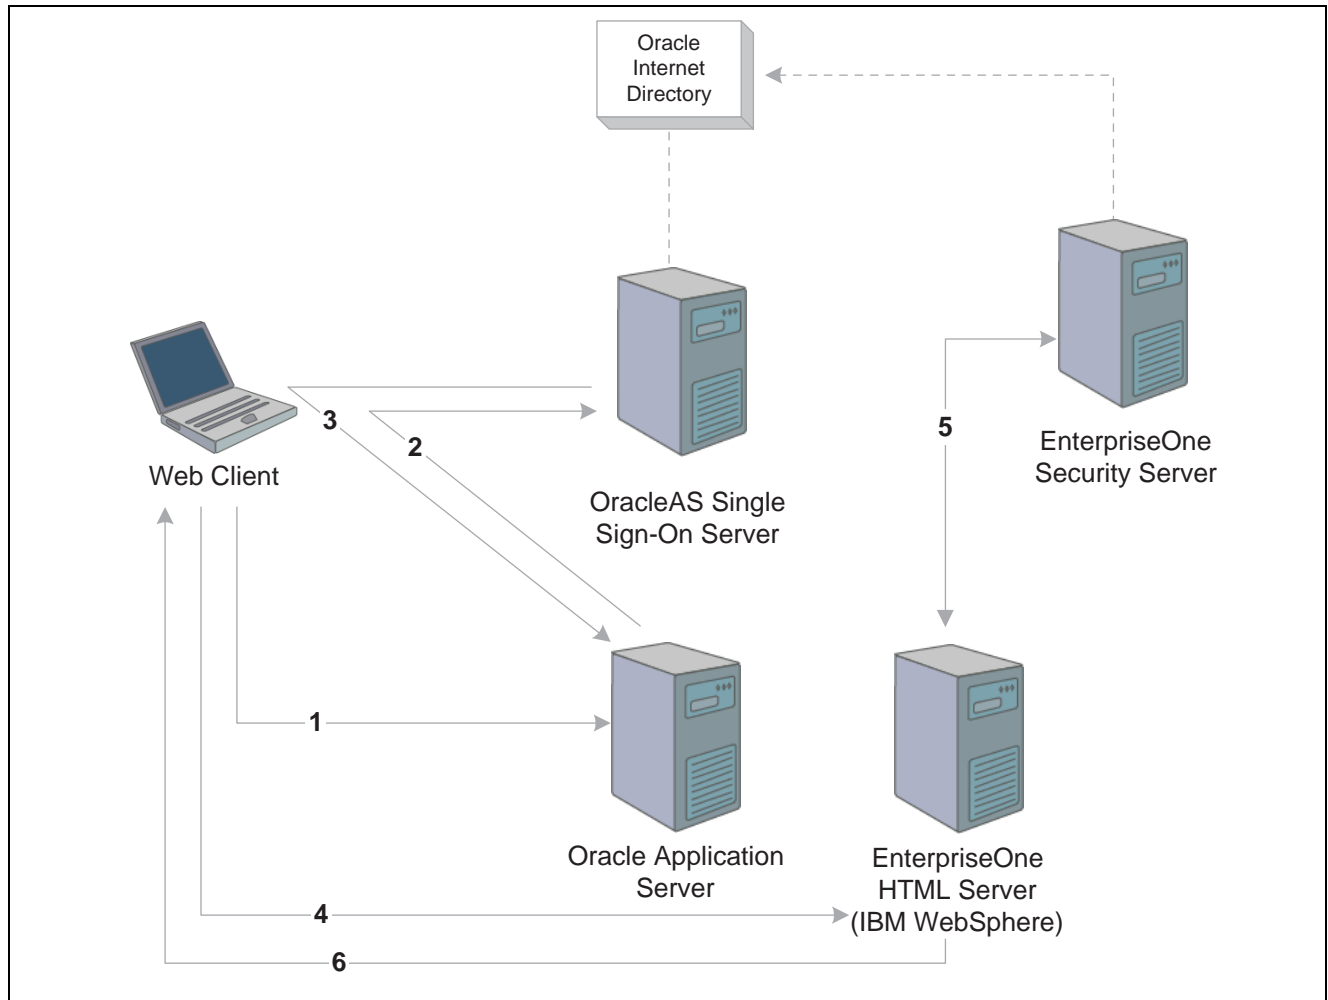 Oracle
Internet
Directory
3
2
5
Web Client
EnterpriseOne
Security Server
OracleAS Single
Sign-On Server
1
Oracle Application
Server
EnterpriseOne
HTML Server
(IBM WebSphere)
4
6